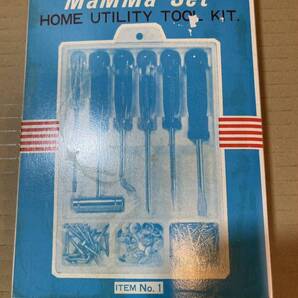 MaMMa Set
HOME UTILITY TOOL KIT.
ITEM No. 1